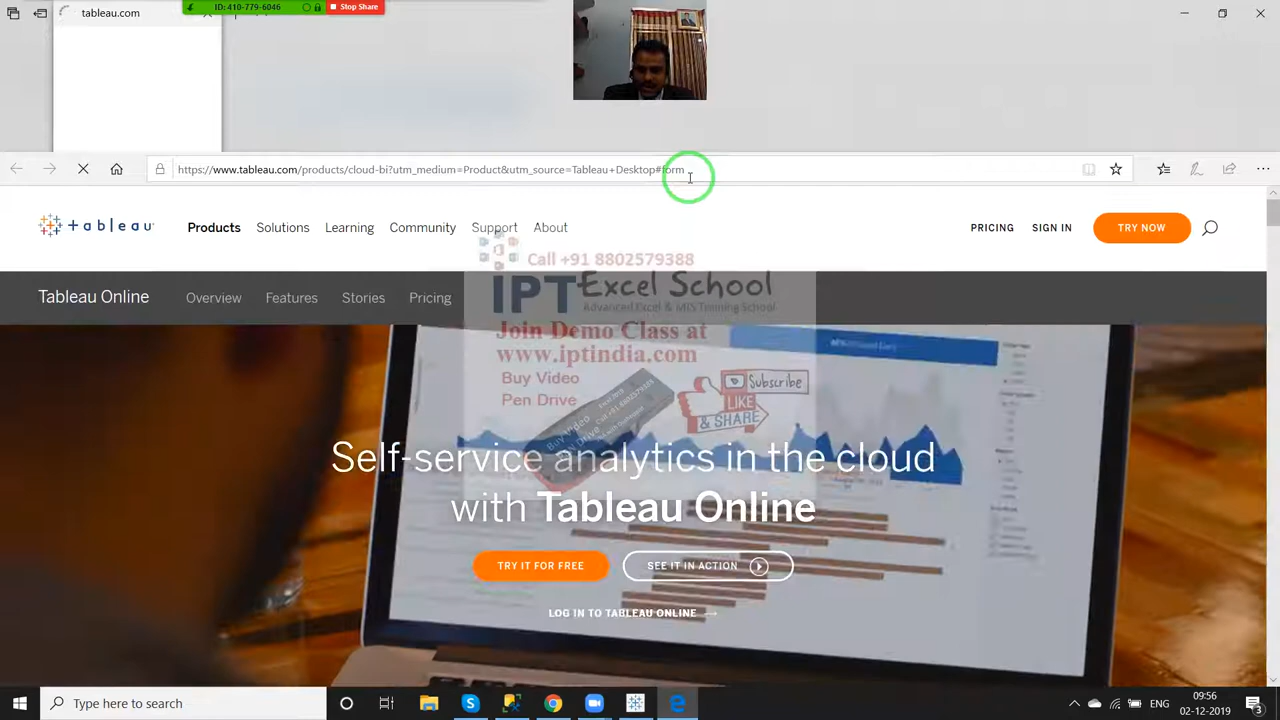 tableau.com
ID: 410-779-6046
Stop Share
https://www.tableau.com/products/cloud-bi?utm_medium=Product&utm_source=Tableau+Desktop#form
tableau
Products
Solutions
Learning
Community
Support
About
PRICING
SIGN IN
TRY NOW
Call +91 8802579388
IPT Excel School
Advanced Excel & MIS Training School
Tableau Online
Overview
Features
Stories
Pricing
Join Demo Class at
www.iptindia.com
Buy Video
Pen Drive
Subscribe
LIKE
& SHARE
Self-service analytics in the cloud
with Tableau Online
TRY IT FOR FREE
SEE IT IN ACTION
LOG IN TO TABLEAU ONLINE
Type here to search
ENG
09:56
02-12-2019
3